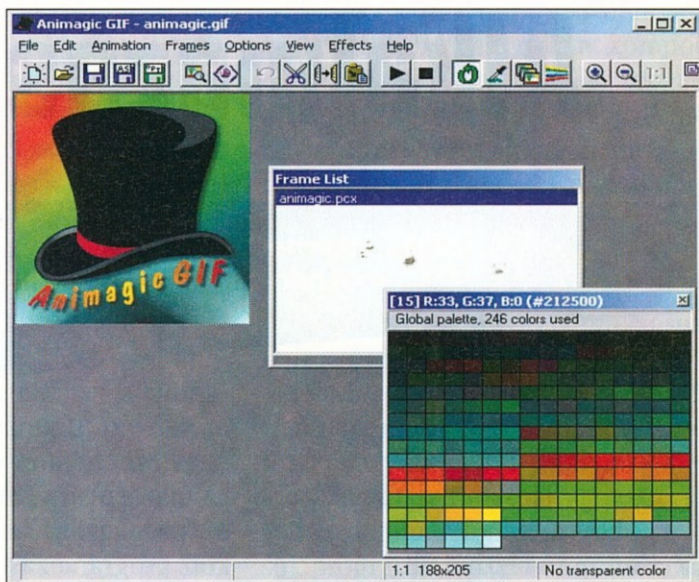 Animagic GIF - animagic.gif
File Edit Animation Frames Options View Effects Help
1:1
Animagic GIF
Frame List
animagic.pcx
[15] R:33, G:37, B:0 (#212500)
Global palette, 246 colors used
1:1 188x205 No transparent color